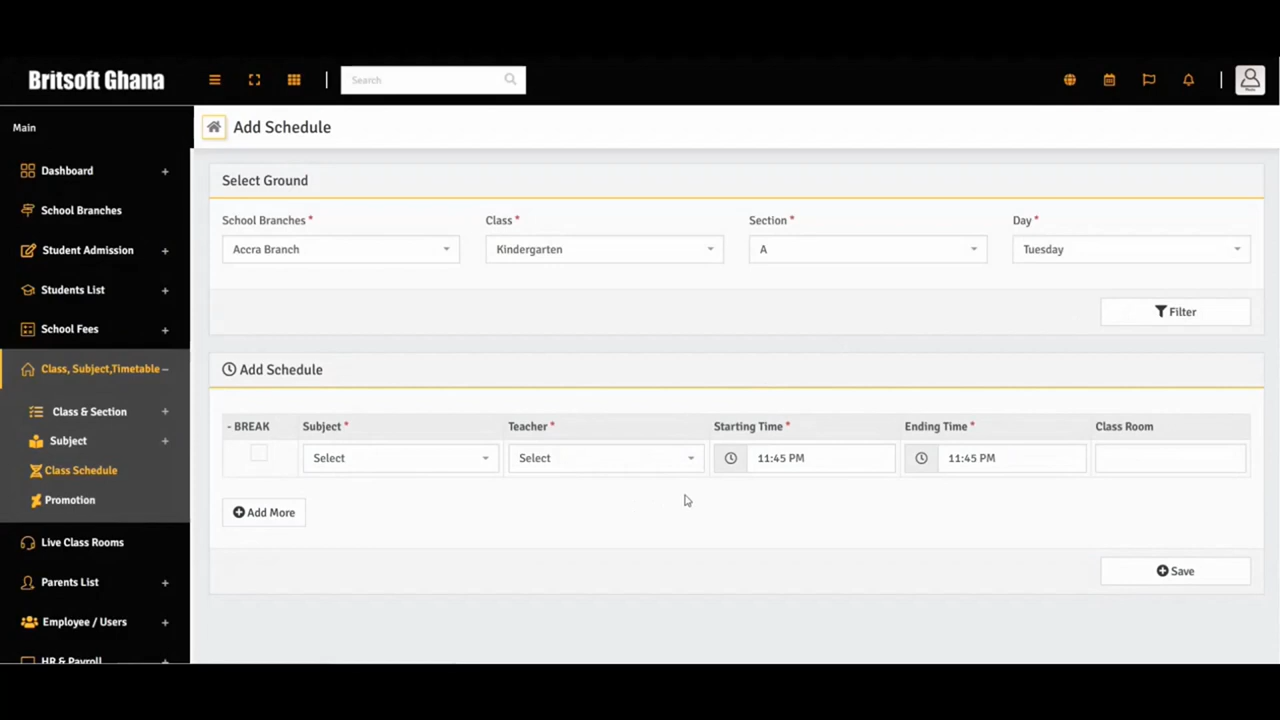 Britsoft Ghana
Search
Main
Add Schedule
Dashboard
School Branches
Student Admission
Students List
School Fees
Class, Subject,Timetable
Class & Section
Subject
Class Schedule
Promotion
Live Class Rooms
Parents List
Employee / Users
HR & Payroll
Select Ground
School Branches * Class * Section * Day *
Accra Branch Kindergarten A Tuesday
Filter
Add Schedule
- BREAK Subject * Teacher * Starting Time * Ending Time * Class Room
Select Select 11:45 PM 11:45 PM
Add More
Save